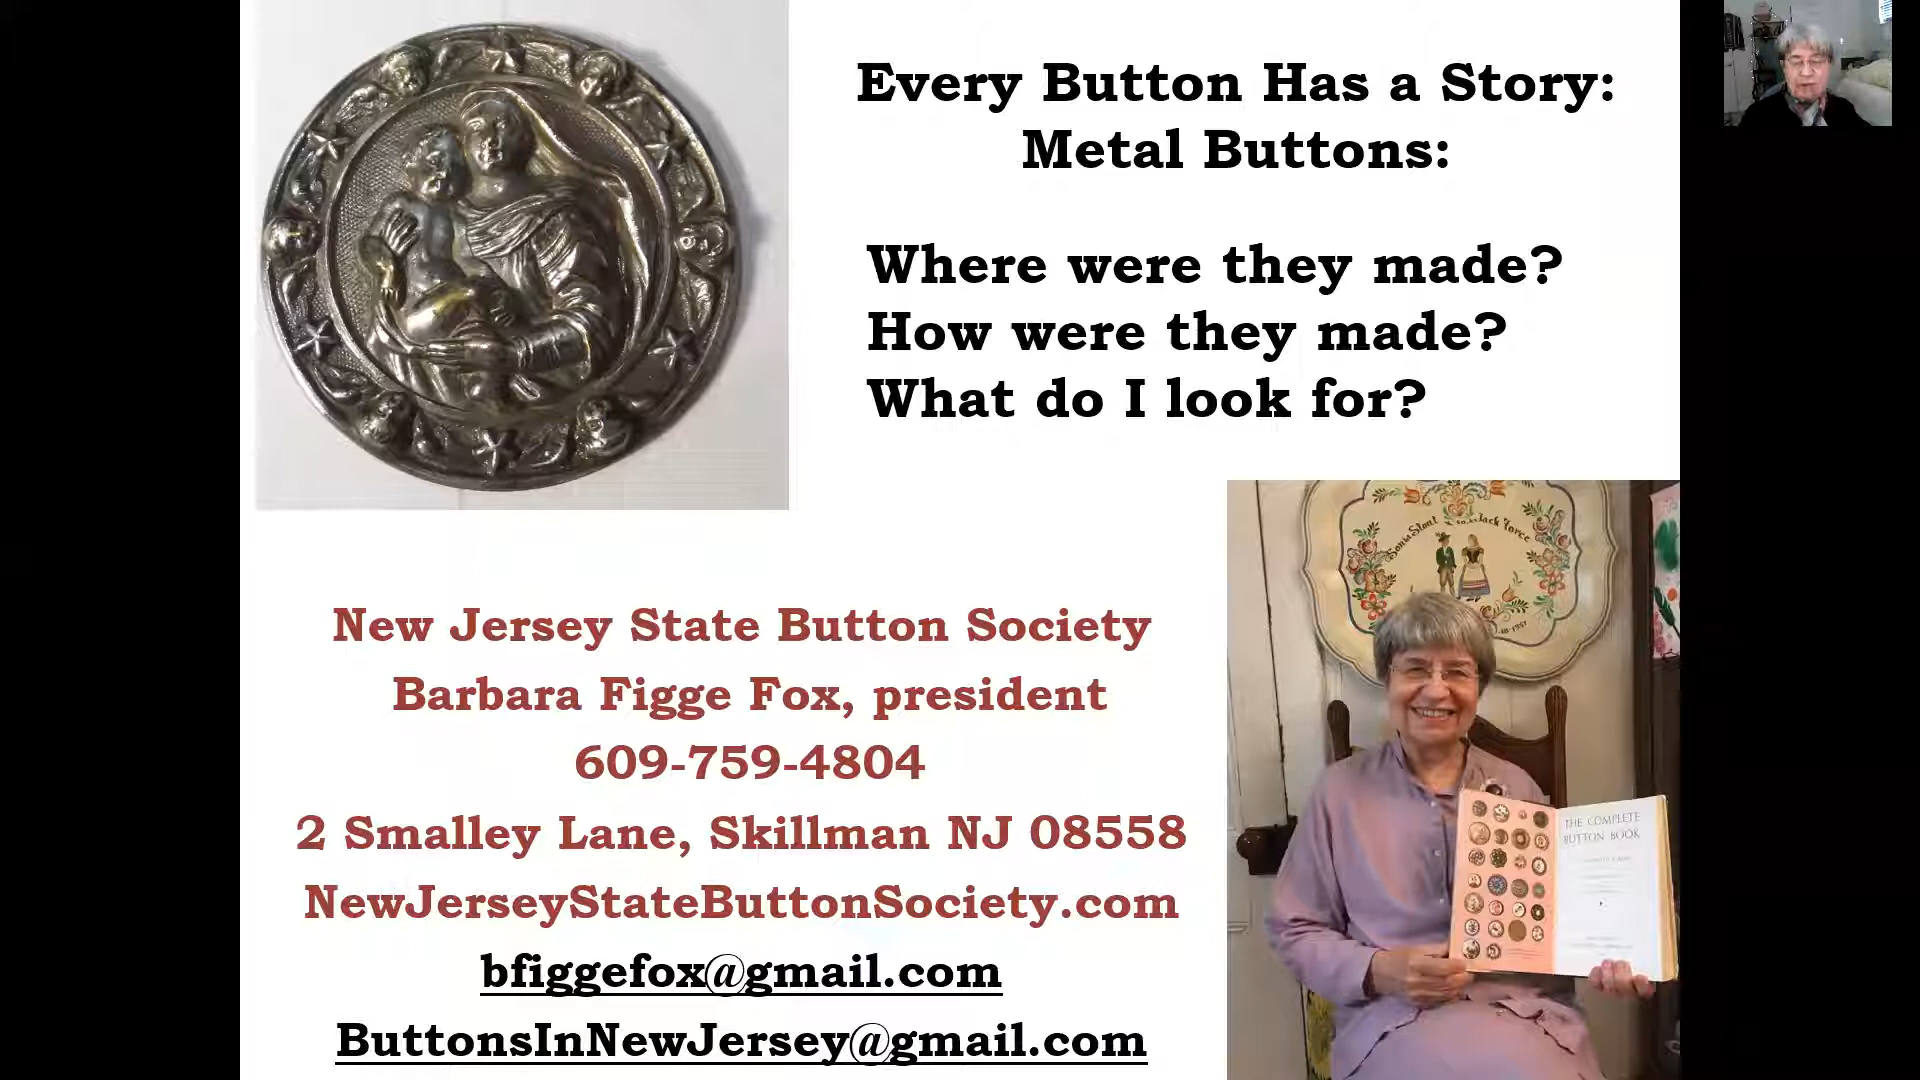 Every Button Has a Story:
Metal Buttons:
Where were they made?
How were they made?
What do I look for?
New Jersey State Button Society
Barbara Figge Fox, president
609-759-4804
2 Smalley Lane, Skillman NJ 08558
NewJerseyStateButtonSociety.com
bfiggefox@gmail.com
ButtonsInNewJersey@gmail.com
THE COMPLETE
BUTTON BOOK